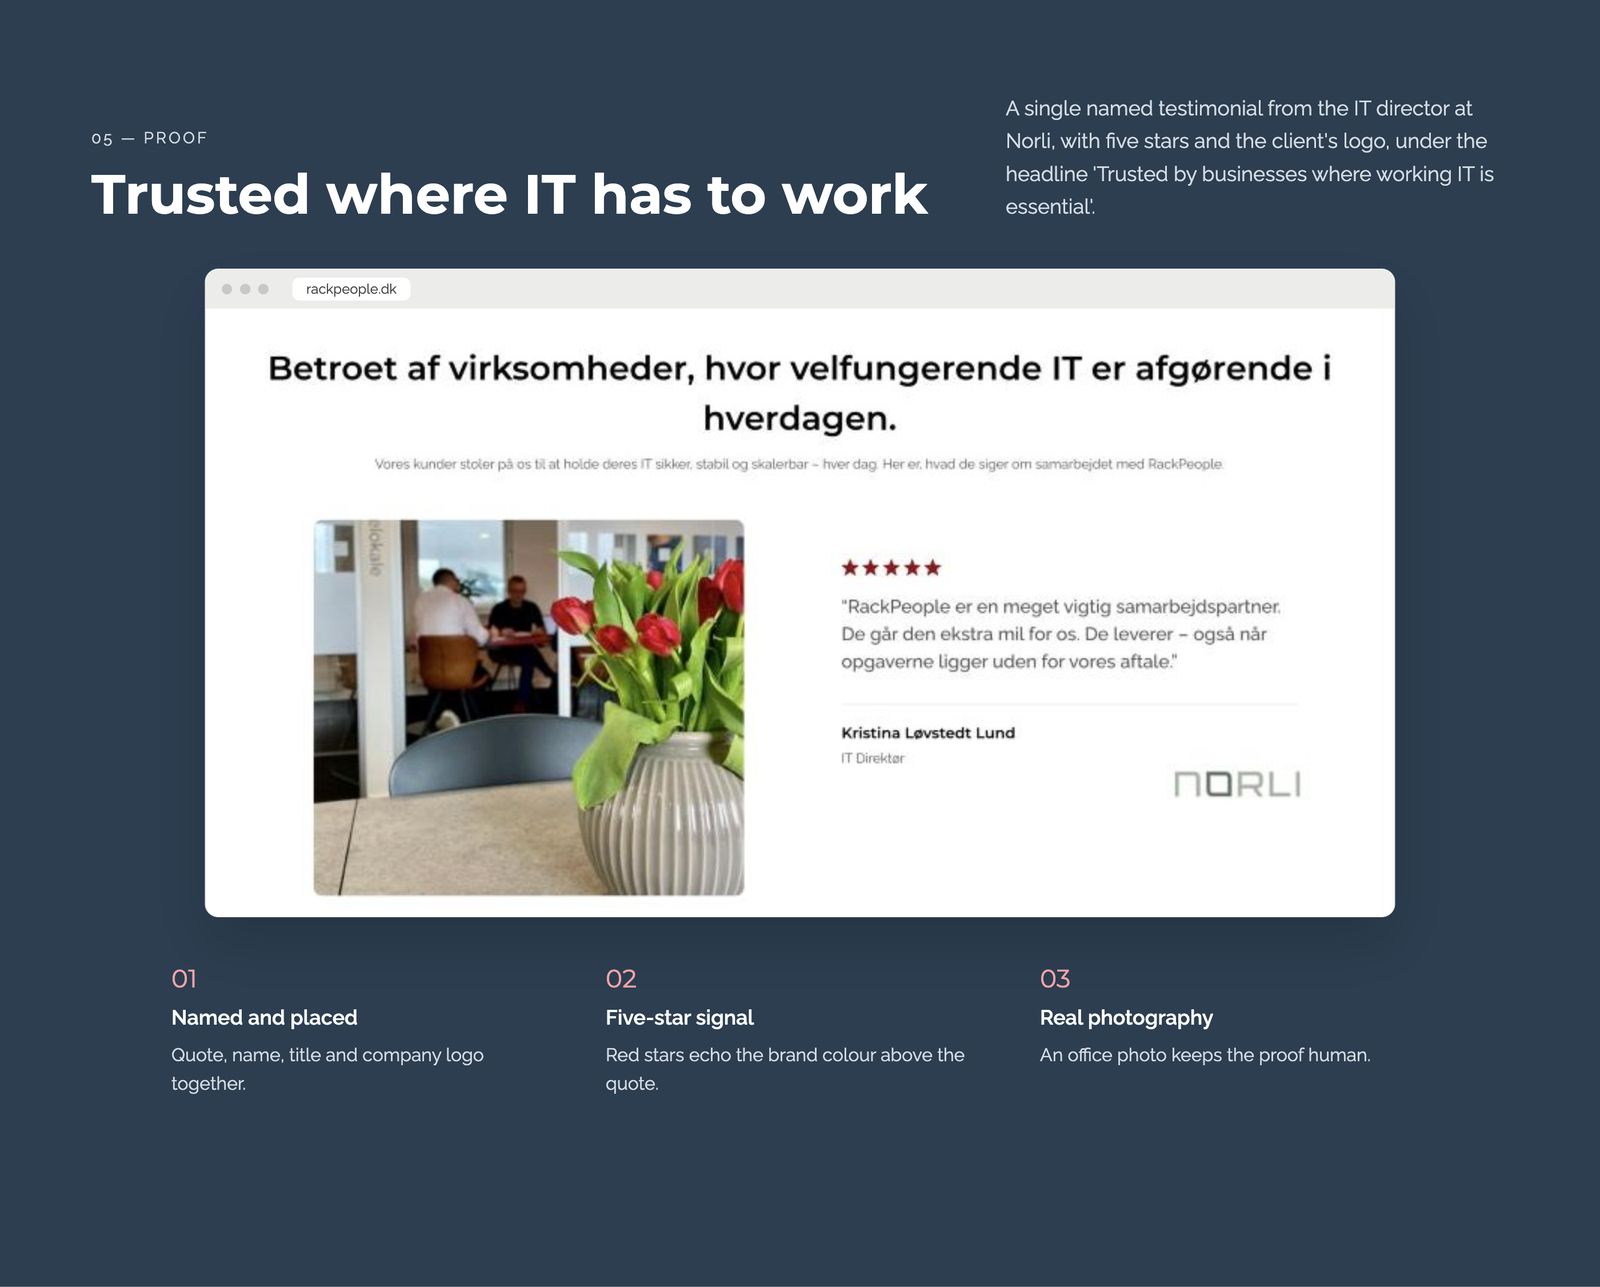 05 — PROOF
Trusted where IT has to work
A single named testimonial from the IT director at
Norli, with five stars and the client's logo, under the
headline 'Trusted by businesses where working IT is
essential'.
rackpeople.dk
Betroet af virksomheder, hvor velfungerende IT er afgørende i
hverdagen.
Vores kunder stoler på os til at holde deres IT sikker, stabil og skalerbar – hver dag. Her er, hvad de siger om samarbejdet med RackPeople.
elokale
"RackPeople er en meget vigtig samarbejdspartner.
De går den ekstra mil for os. De leverer – også når
opgaverne ligger uden for vores aftale."
Kristina Løvstedt Lund
IT Direktør
NORLI
01
Named and placed
Quote, name, title and company logo
together.
02
Five-star signal
Red stars echo the brand colour above the
quote.
03
Real photography
An office photo keeps the proof human.